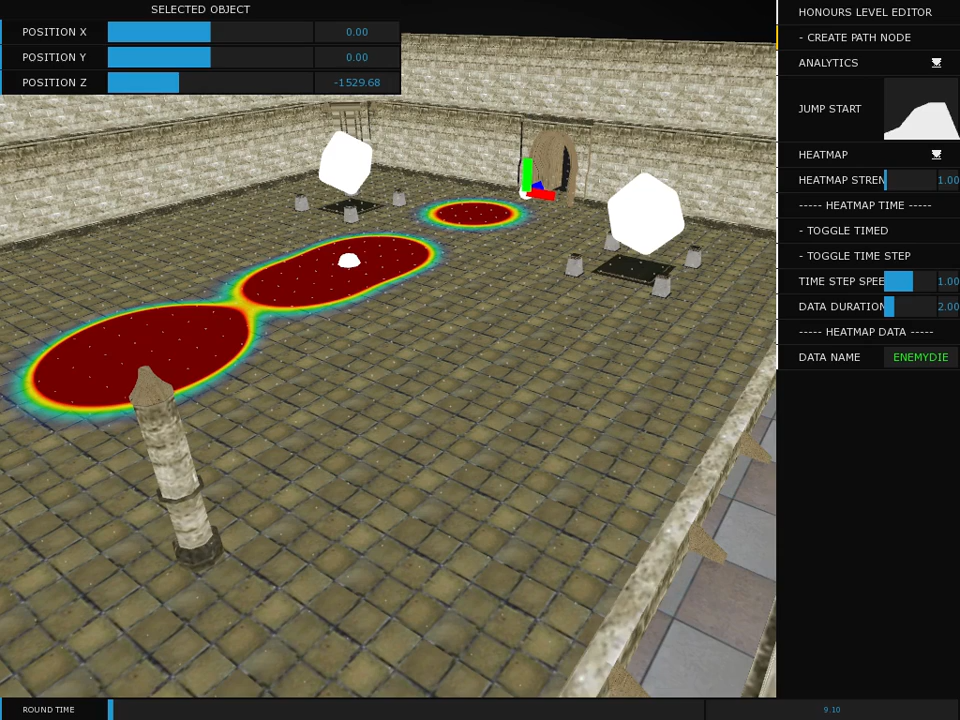 SELECTED OBJECT
POSITION X 0.00
POSITION Y 0.00
POSITION Z -1529.68
HONOURS LEVEL EDITOR
- CREATE PATH NODE
ANALYTICS
JUMP START
HEATMAP
HEATMAP STREN 1.00
----- HEATMAP TIME -----
- TOGGLE TIMED
- TOGGLE TIME STEP
TIME STEP SPEE 1.00
DATA DURATION 2.00
----- HEATMAP DATA -----
DATA NAME ENEMYDIE
ROUND TIME 9.10